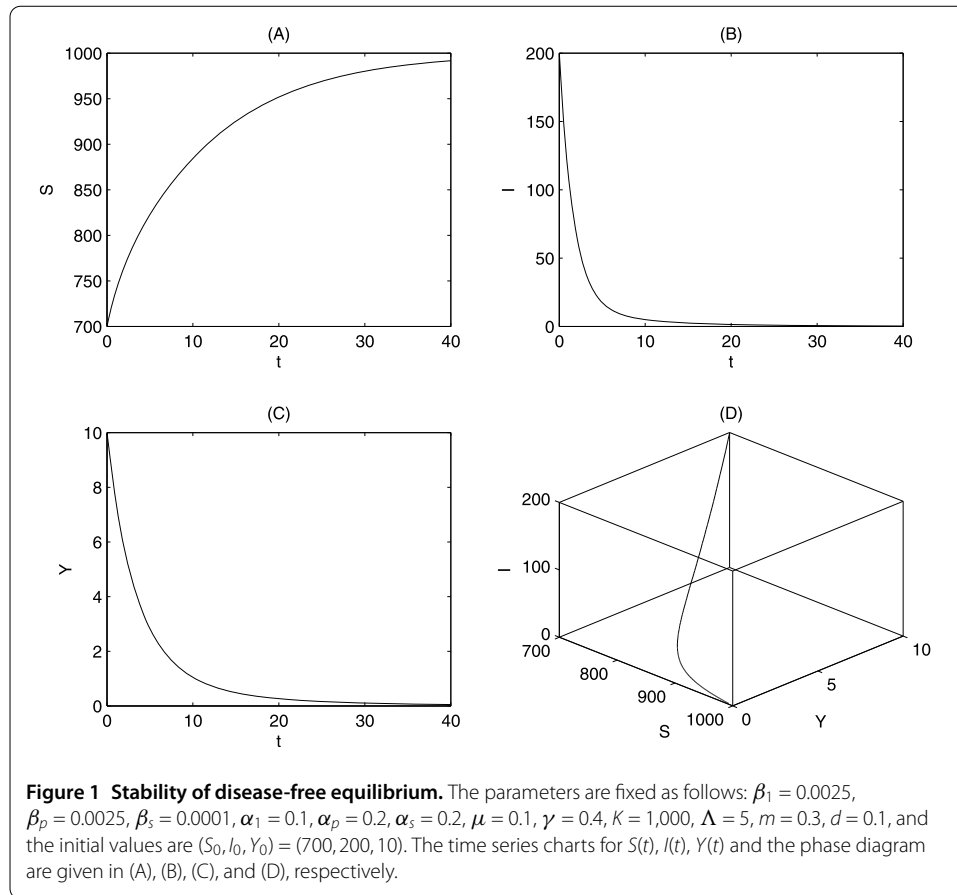 (A)
1000
950
900
850
800
750
700
S
0
10
20
30
40
t
(B)
200
150
100
50
0
I
0
10
20
30
40
t
(C)
10
8
6
4
2
0
Y
0
10
20
30
40
t
(D)
200
100
0
I
700
800
900
1000
S
0
5
10
Y
Figure 1 Stability of disease-free equilibrium. The parameters are fixed as follows: β₁ = 0.0025,
βₚ = 0.0025, βₛ = 0.0001, α₁ = 0.1, αₚ = 0.2, αₛ = 0.2, μ = 0.1, γ = 0.4, K = 1,000, Λ = 5, m = 0.3, d = 0.1, and
the initial values are (S₀, I₀, Y₀) = (700, 200, 10). The time series charts for S(t), I(t), Y(t) and the phase diagram
are given in (A), (B), (C), and (D), respectively.